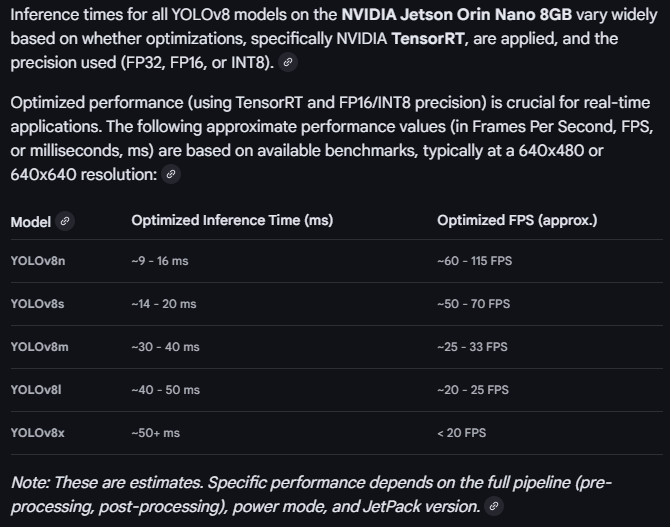 Inference times for all YOLOv8 models on the NVIDIA Jetson Orin Nano 8GB vary widely
based on whether optimizations, specifically NVIDIA TensorRT, are applied, and the
precision used (FP32, FP16, or INT8).
Optimized performance (using TensorRT and FP16/INT8 precision) is crucial for real-time
applications. The following approximate performance values (in Frames Per Second, FPS,
or milliseconds, ms) are based on available benchmarks, typically at a 640x480 or
640x640 resolution:
Model Optimized Inference Time (ms) Optimized FPS (approx.)
YOLOv8n ~9 - 16 ms ~60 - 115 FPS
YOLOv8s ~14 - 20 ms ~50 - 70 FPS
YOLOv8m ~30 - 40 ms ~25 - 33 FPS
YOLOv8l ~40 - 50 ms ~20 - 25 FPS
YOLOv8x ~50+ ms < 20 FPS
Note: These are estimates. Specific performance depends on the full pipeline (pre-
processing, post-processing), power mode, and JetPack version.